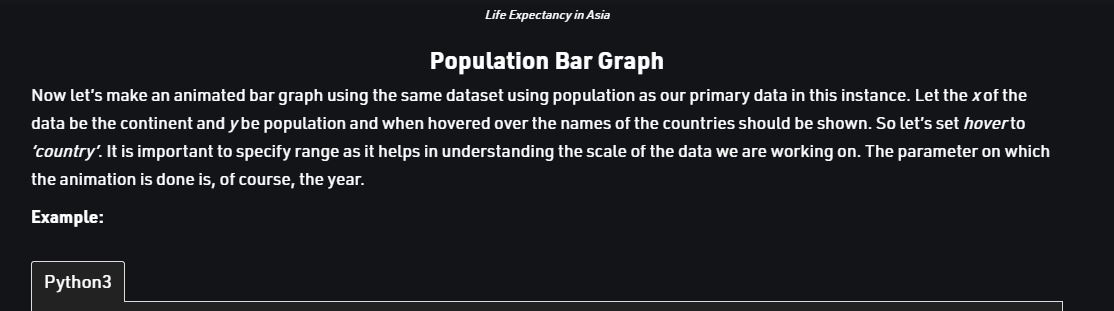 Life Expectancy in Asia
Population Bar Graph
Now let's make an animated bar graph using the same dataset using population as our primary data in this instance. Let the x of the
data be the continent and y be population and when hovered over the names of the countries should be shown. So let's set hover to
'country'. It is important to specify range as it helps in understanding the scale of the data we are working on. The parameter on which
the animation is done is, of course, the year.
Example:
Python3